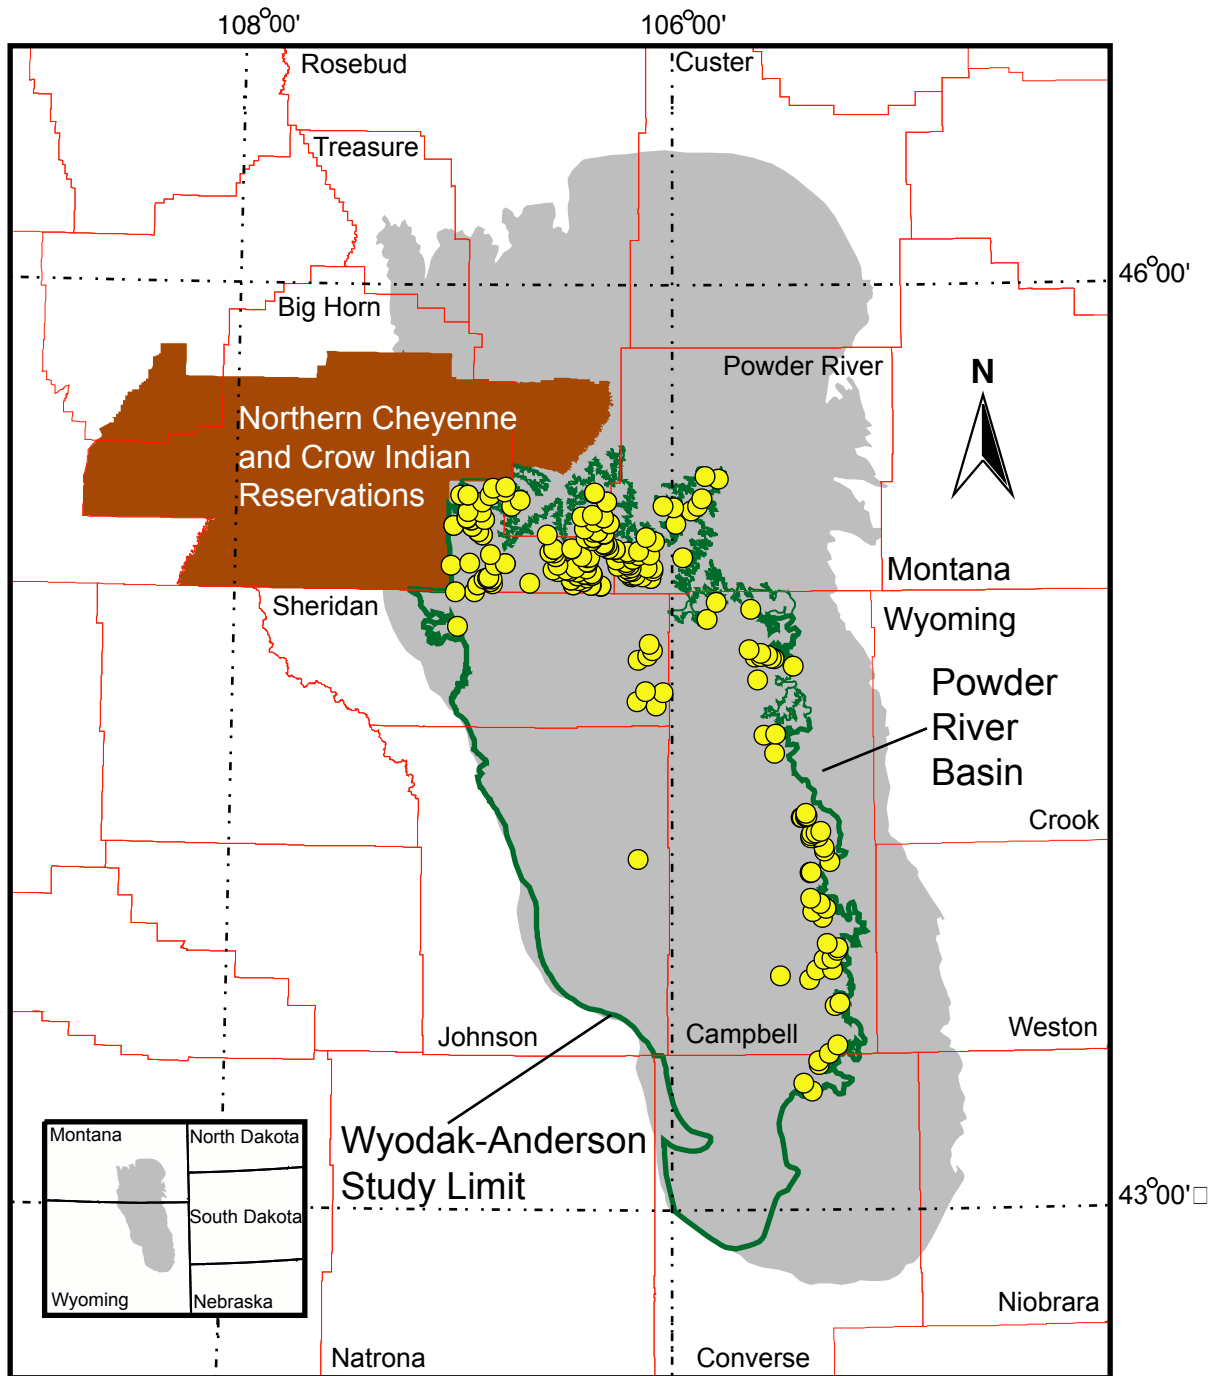 108°00'
106°00'
Rosebud
Custer
Treasure
46°00'
Big Horn
Powder River
N
Northern Cheyenne
and Crow Indian
Reservations
Montana
Sheridan
Wyoming
Powder
River
Basin
Crook
Johnson
Campbell
Weston
Wyodak-Anderson
Study Limit
Montana
North Dakota
South Dakota
Wyoming
Nebraska
43°00'
Niobrara
Natrona
Converse